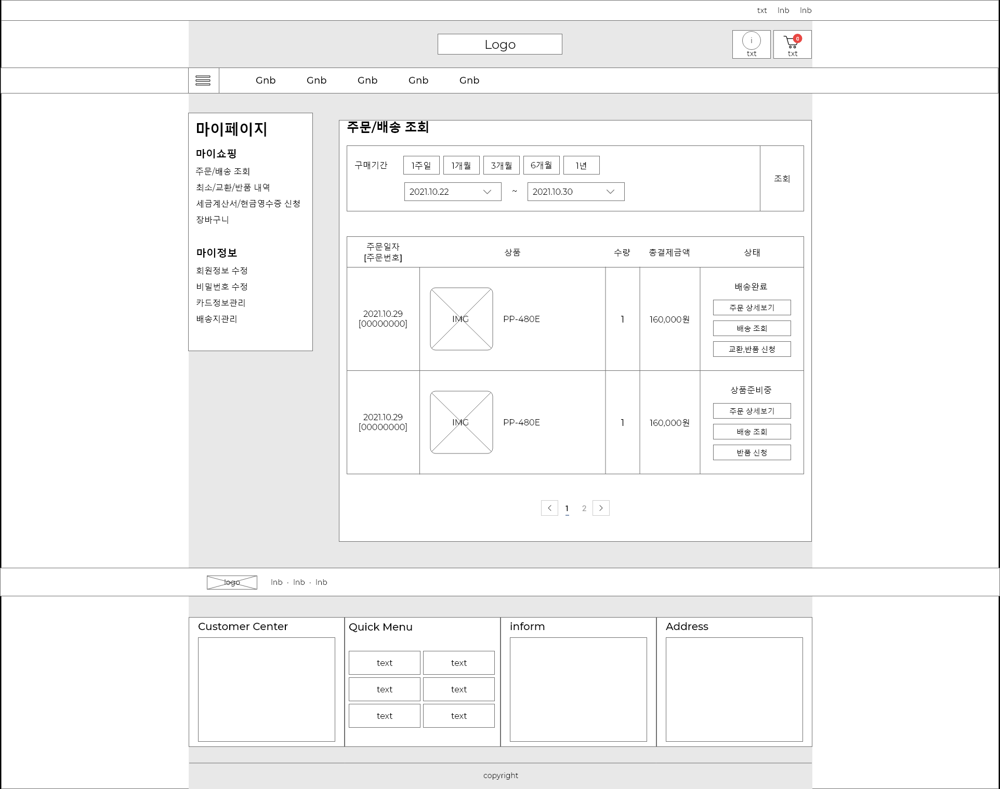 txt lnb lnb
Logo
i
txt
0
txt
Gnb Gnb Gnb Gnb Gnb
마이페이지
마이쇼핑
주문/배송 조회
최소/교환/반품 내역
세금계산서/현금영수증 신청
장바구니
마이정보
회원정보 수정
비밀번호 수정
카드정보관리
배송지관리
주문/배송 조회
구매기간 1주일 1개월 3개월 6개월 1년
2021.10.22 ~ 2021.10.30
조회
주문일자
[주문번호]
상품 수량 총결제금액 상태
2021.10.29
[00000000]
IMG PP-480E 1 160,000원
배송완료
주문 상세보기
배송 조회
교환,반품 신청
2021.10.29
[00000000]
IMG PP-480E 1 160,000원
상품준비중
주문 상세보기
배송 조회
반품 신청
1 2
logo lnb · lnb · lnb
Customer Center
Quick Menu
text text
text text
text text
inform
Address
copyright